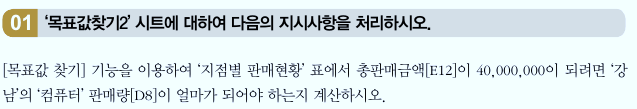 01 '목표값찾기2' 시트에 대하여 다음의 지시사항을 처리하시오.
[목표값 찾기] 기능을 이용하여 '지점별 판매현황' 표에서 총판매금액[E12]이 40,000,000이 되려면 '강
남'의 '컴퓨터' 판매량[D8]이 얼마가 되어야 하는지 계산하시오.